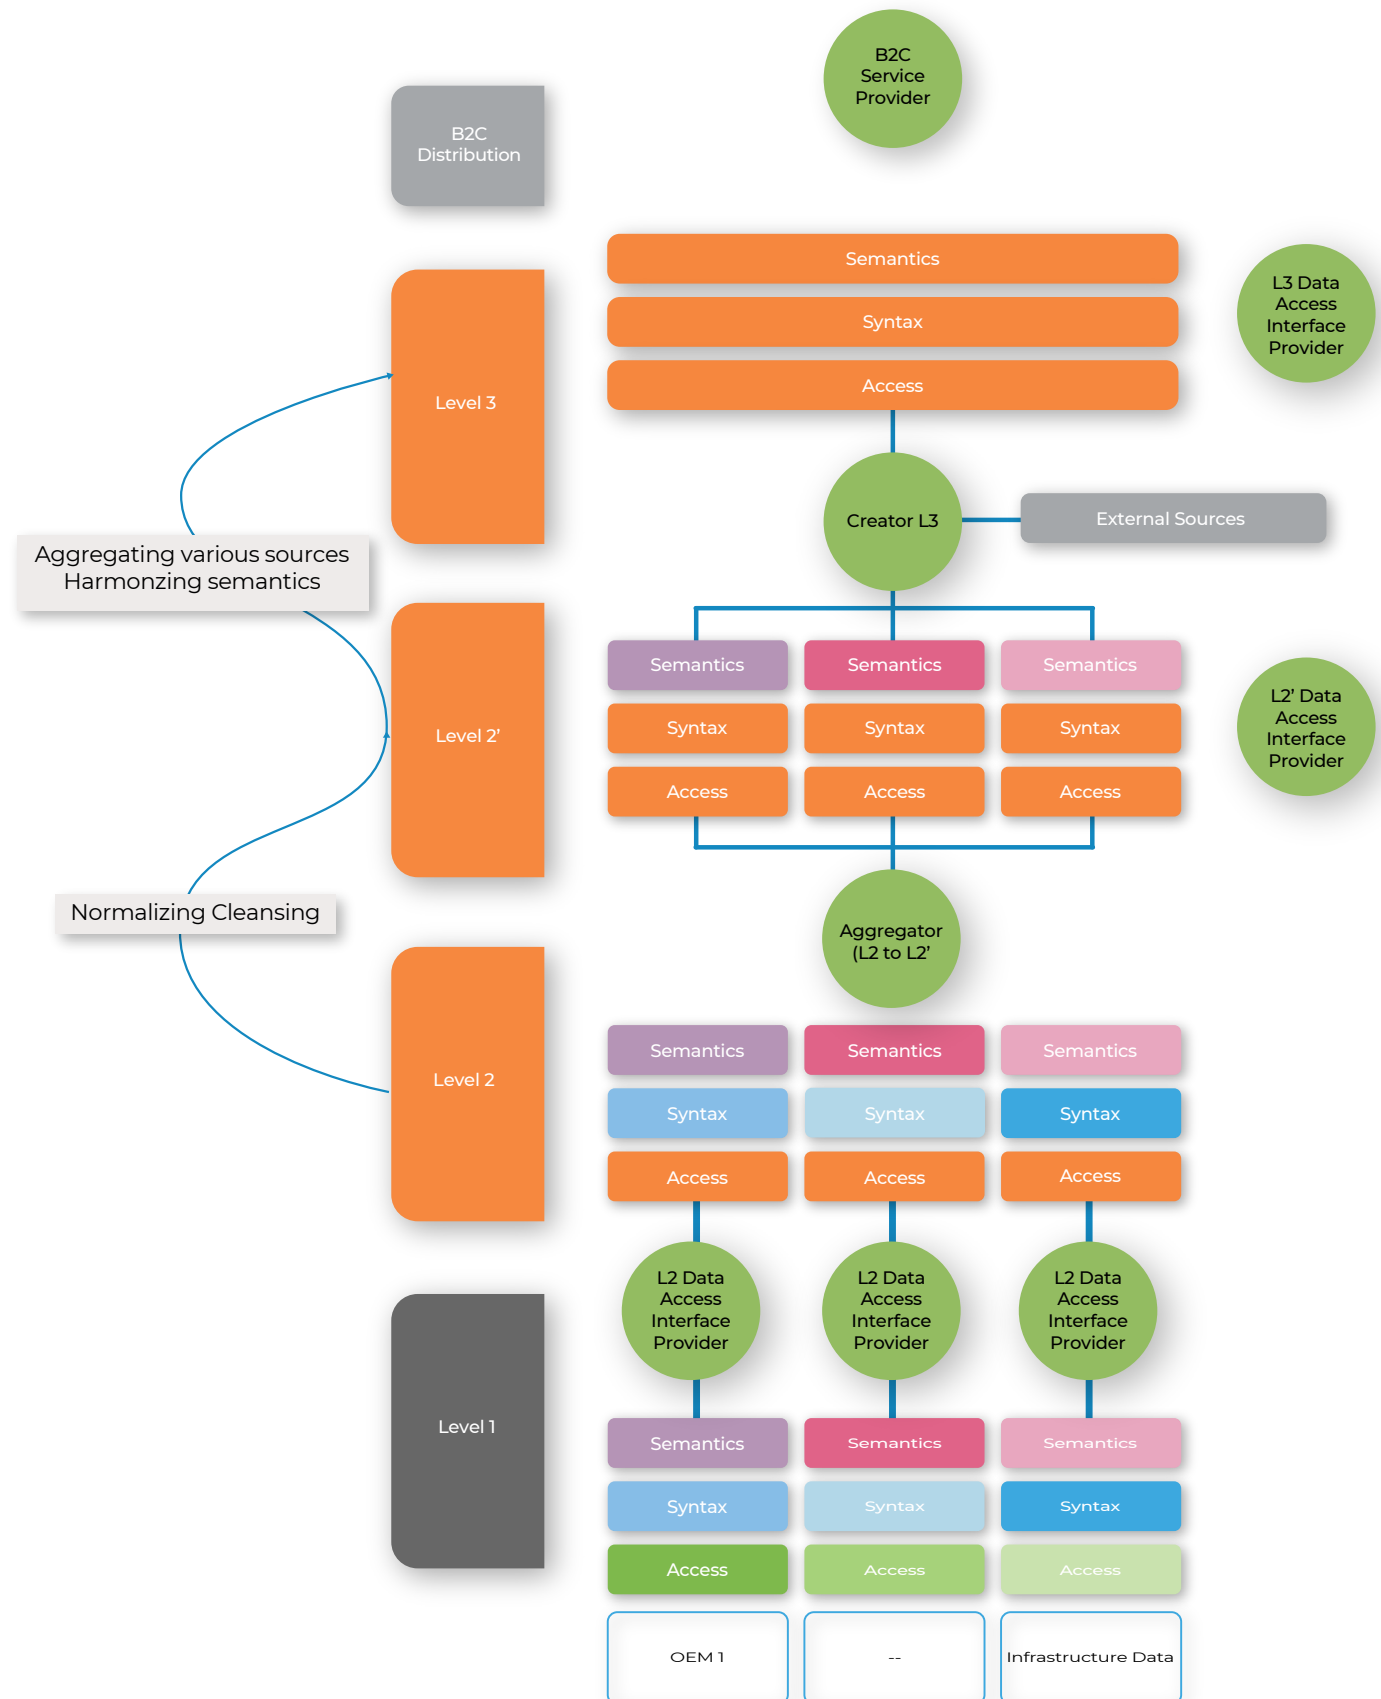 B2C
Service
Provider
B2C
Distribution
Semantics
Syntax
Access
L3 Data
Access
Interface
Provider
Level 3
Creator L3
External Sources
Aggregating various sources
Harmonzing semantics
Level 2’
Semantics
Semantics
Semantics
Syntax
Syntax
Syntax
Access
Access
Access
L2’ Data
Access
Interface
Provider
Normalizing Cleansing
Aggregator
(L2 to L2’
Level 2
Semantics
Semantics
Semantics
Syntax
Syntax
Syntax
Access
Access
Access
L2 Data
Access
Interface
Provider
L2 Data
Access
Interface
Provider
L2 Data
Access
Interface
Provider
Level 1
Semantics
Semantics
Semantics
Syntax
Syntax
Syntax
Access
Access
Access
OEM 1
--
Infrastructure Data